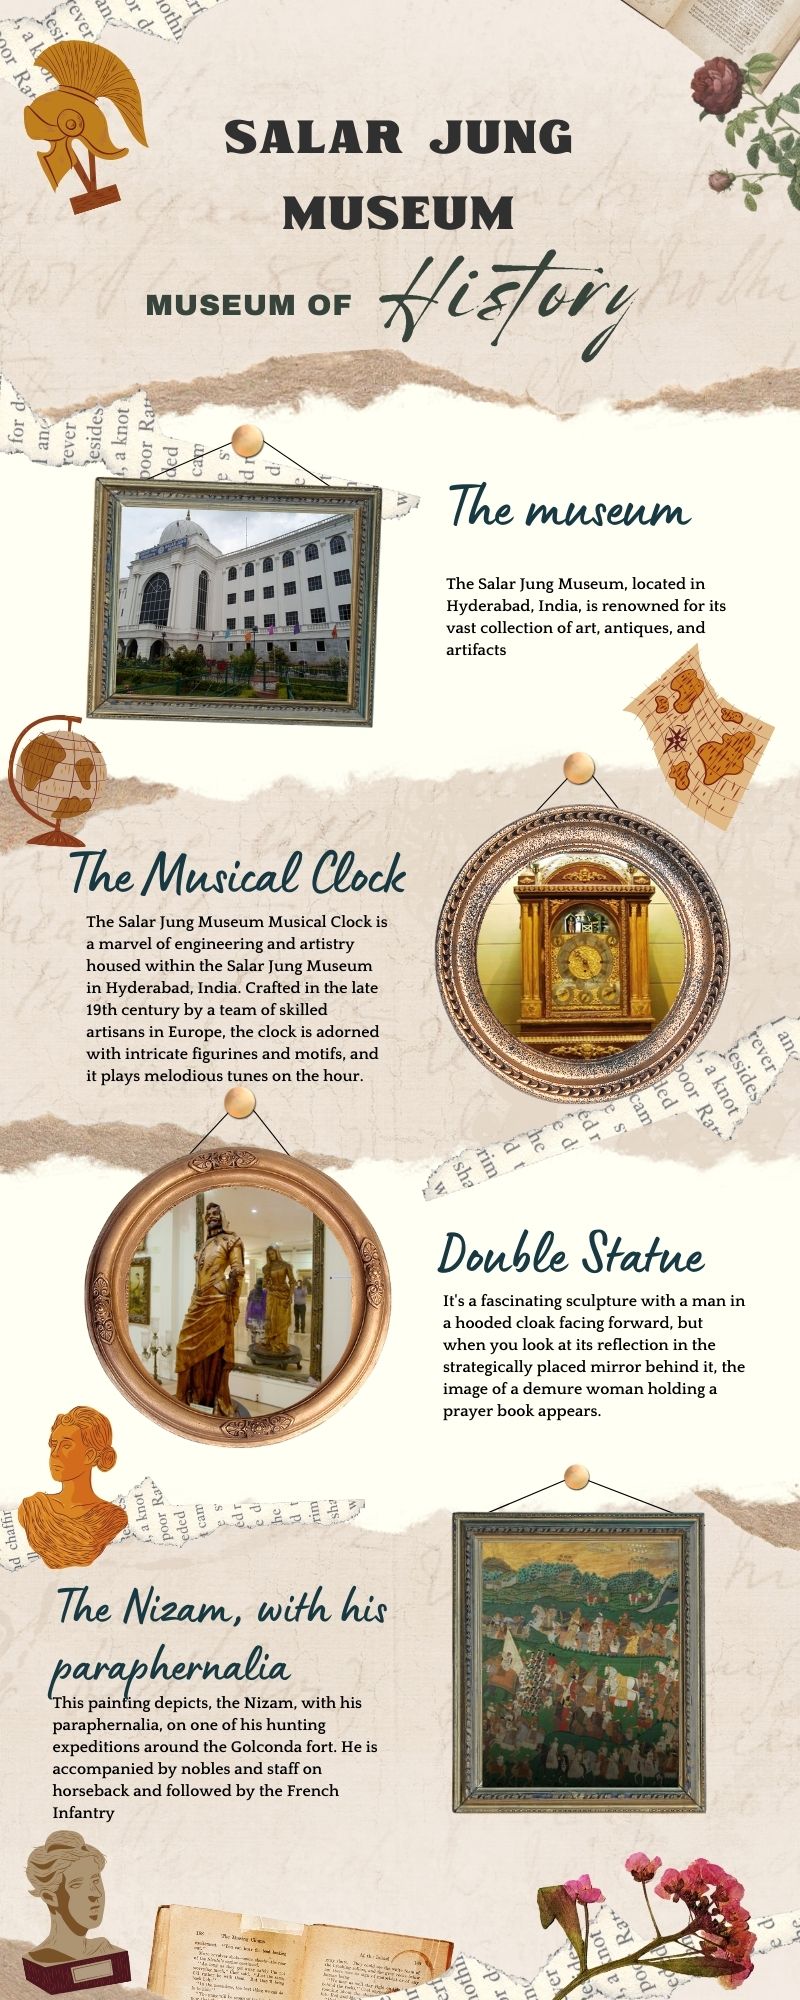 SALAR JUNG
MUSEUM
MUSEUM OF History
The museum
The Salar Jung Museum, located in
Hyderabad, India, is renowned for its
vast collection of art, antiques, and
artifacts
The Musical Clock
The Salar Jung Museum Musical Clock is
a marvel of engineering and artistry
housed within the Salar Jung Museum
in Hyderabad, India. Crafted in the late
19th century by a team of skilled
artisans in Europe, the clock is adorned
with intricate figurines and motifs, and
it plays melodious tunes on the hour.
Double Statue
It's a fascinating sculpture with a man in
a hooded cloak facing forward, but
when you look at its reflection in the
strategically placed mirror behind it, the
image of a demure woman holding a
prayer book appears.
The Nizam, with his
paraphernalia
This painting depicts, the Nizam, with his
paraphernalia, on one of his hunting
expeditions around the Golconda fort. He is
accompanied by nobles and staff on
horseback and followed by the French
Infantry